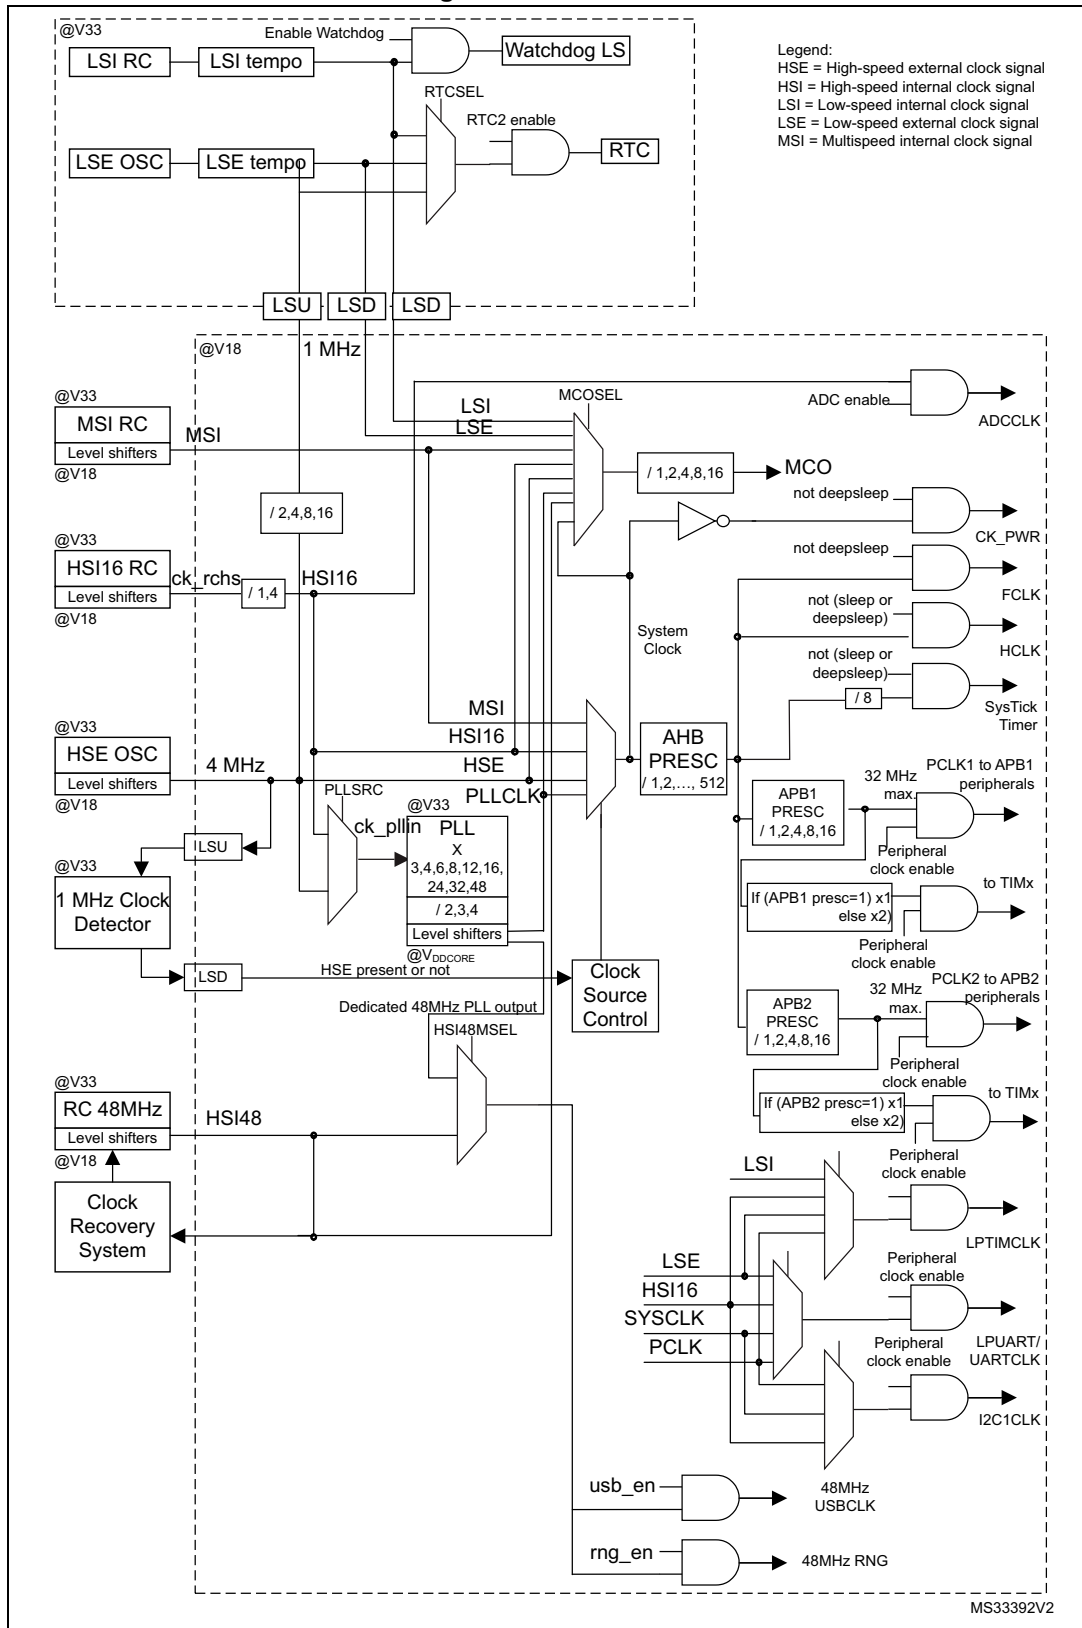 @V33
Enable Watchdog
LSI RC
LSI tempo
Watchdog LS
Legend:
HSE = High-speed external clock signal
HSI = High-speed internal clock signal
LSI = Low-speed internal clock signal
LSE = Low-speed external clock signal
MSI = Multispeed internal clock signal
RTCSEL
RTC2 enable
LSE OSC
LSE tempo
RTC
LSU
LSD
LSD
@V18
1 MHz
@V33
MSI RC
Level shifters
@V18
MSI
LSI
LSE
MCOSEL
ADC enable
ADCCLK
/ 1,2,4,8,16
MCO
/ 2,4,8,16
not deepsleep
CK_PWR
@V33
HSI16 RC
Level shifters
@V18
ck_rchs
/ 1,4
HSI16
not deepsleep
FCLK
not (sleep or
deepsleep)
HCLK
System
Clock
not (sleep or
deepsleep)
/ 8
SysTick
Timer
MSI
HSI16
HSE
PLLCLK
@V33
HSE OSC
Level shifters
@V18
4 MHz
AHB
PRESC
/ 1,2,…, 512
PLLSRC
ck_pllin
@V33
PLL
X
3,4,6,8,12,16,
24,32,48
/ 2,3,4
Level shifters
@VDDCORE
APB1
PRESC
/ 1,2,4,8,16
32 MHz
max.
PCLK1 to APB1
peripherals
Peripheral
clock enable
LSU
@V33
1 MHz Clock
Detector
If (APB1 presc=1) x1
else x2)
to TIMx
Peripheral
clock enable
LSD
HSE present or not
Clock
Source
Control
Dedicated 48MHz PLL output
HSI48MSEL
APB2
PRESC
/ 1,2,4,8,16
32 MHz
max.
PCLK2 to APB2
peripherals
Peripheral
clock enable
@V33
RC 48MHz
Level shifters
@V18
HSI48
If (APB2 presc=1) x1
else x2)
to TIMx
Peripheral
clock enable
Clock
Recovery
System
LSI
LPTIMCLK
LSE
HSI16
SYSCLK
PCLK
Peripheral
clock enable
LPUART/
UARTCLK
Peripheral
clock enable
I2C1CLK
usb_en
48MHz
USBCLK
rng_en
48MHz RNG
MS33392V2